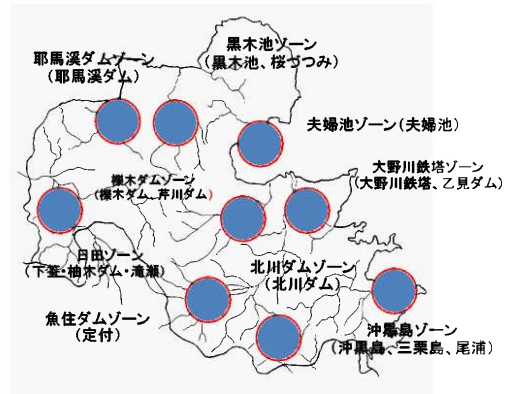 黒木池ゾーン
(黒木池、桜づつみ)
耶馬溪ダムゾーン
(耶馬溪ダム)
夫婦池ゾーン(夫婦池)
大野川鉄塔ゾーン
(大野川鉄塔、乙見ダム)
櫟木ダムゾーン
(櫟木ダム、芹川ダム)
日田ゾーン
(下筌・柚木ダム・滝瀬)
北川ダムゾーン
(北川ダム)
魚住ダムゾーン
(定付)
沖黒島ゾーン
(沖黒島、三栗島、尾浦)